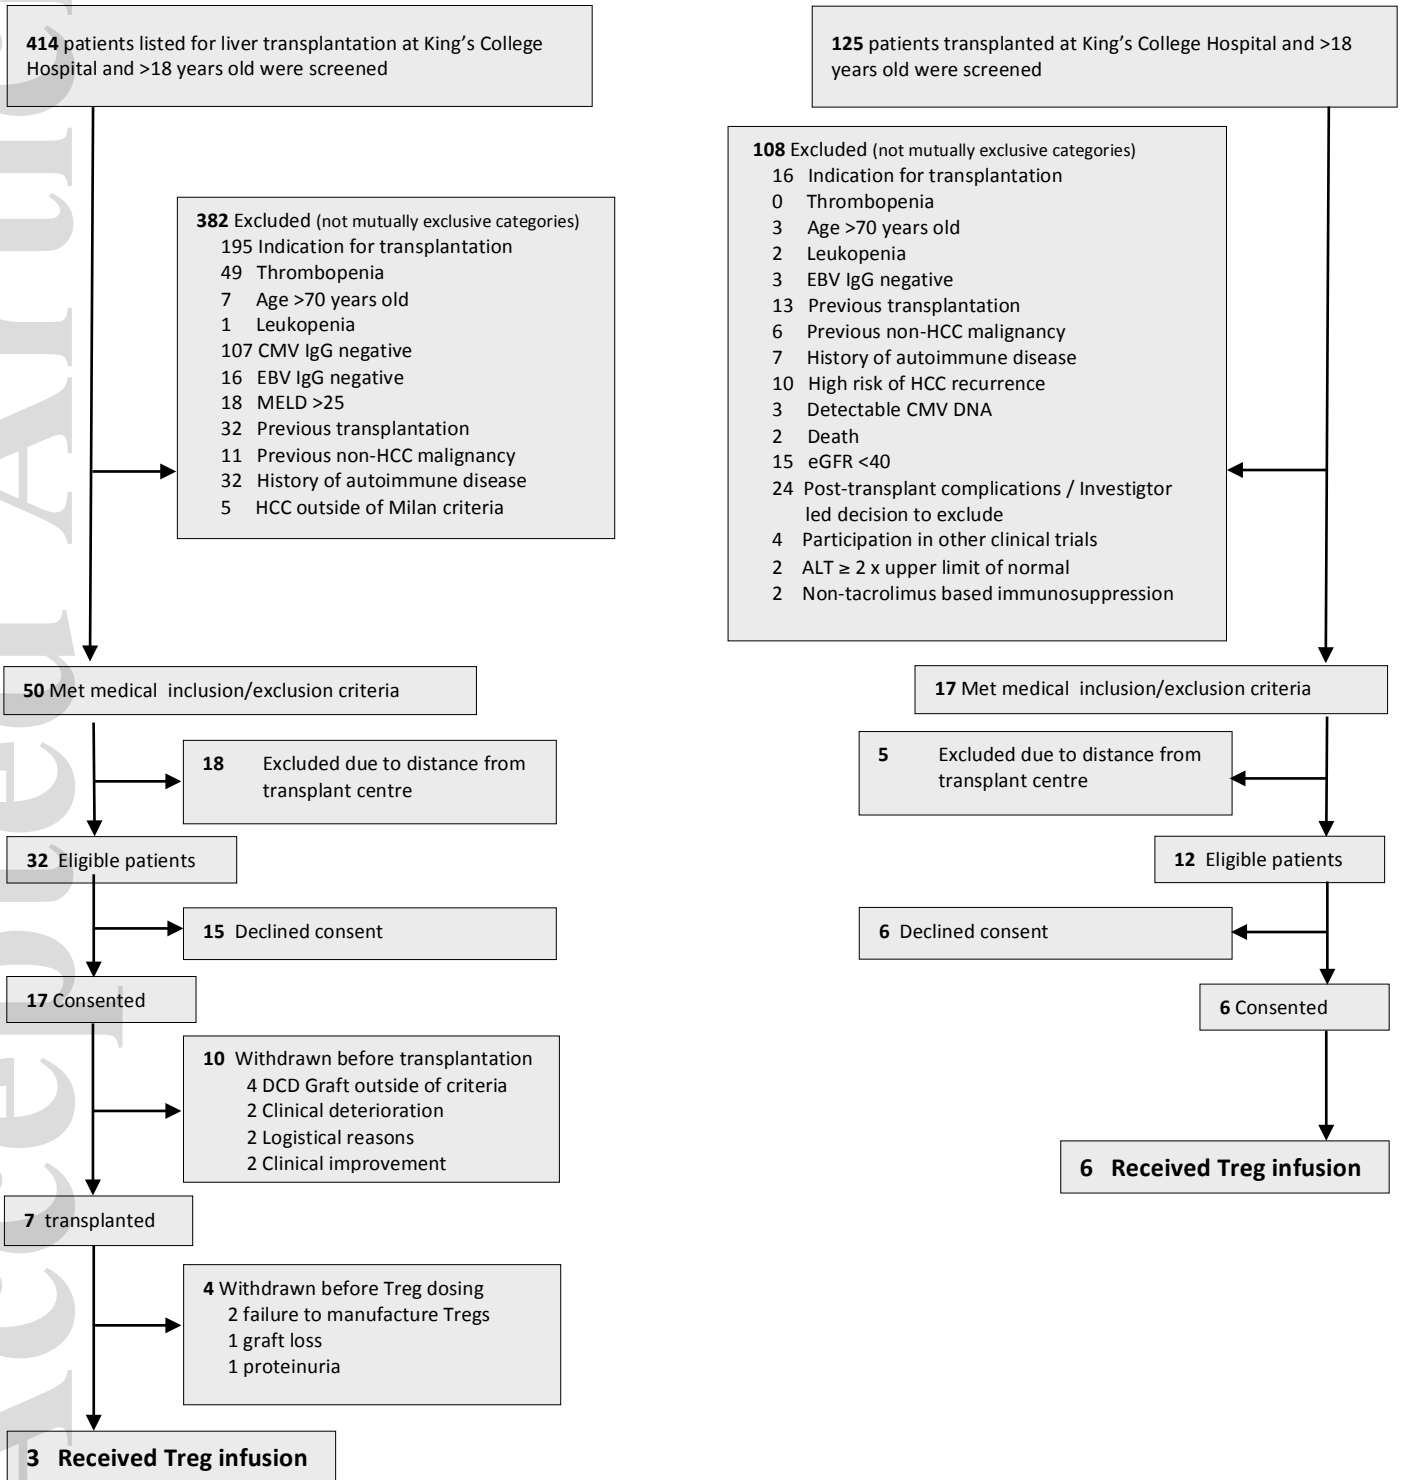 414 patients listed for liver transplantation at King's College
Hospital and >18 years old were screened
382 Excluded (not mutually exclusive categories)
195 Indication for transplantation
49 Thrombopenia
7 Age >70 years old
1 Leukopenia
107 CMV IgG negative
16 EBV IgG negative
18 MELD >25
32 Previous transplantation
11 Previous non-HCC malignancy
32 History of autoimmune disease
5 HCC outside of Milan criteria
50 Met medical inclusion/exclusion criteria
18 Excluded due to distance from
transplant centre
32 Eligible patients
15 Declined consent
17 Consented
10 Withdrawn before transplantation
4 DCD Graft outside of criteria
2 Clinical deterioration
2 Logistical reasons
2 Clinical improvement
7 transplanted
4 Withdrawn before Treg dosing
2 failure to manufacture Tregs
1 graft loss
1 proteinuria
3 Received Treg infusion
125 patients transplanted at King's College Hospital and >18
years old were screened
108 Excluded (not mutually exclusive categories)
16 Indication for transplantation
0 Thrombopenia
3 Age >70 years old
2 Leukopenia
3 EBV IgG negative
13 Previous transplantation
6 Previous non-HCC malignancy
7 History of autoimmune disease
10 High risk of HCC recurrence
3 Detectable CMV DNA
2 Death
15 eGFR <40
24 Post-transplant complications / Investigtor
led decision to exclude
4 Participation in other clinical trials
2 ALT ≥ 2 x upper limit of normal
2 Non-tacrolimus based immunosuppression
17 Met medical inclusion/exclusion criteria
5 Excluded due to distance from
transplant centre
12 Eligible patients
6 Declined consent
6 Consented
6 Received Treg infusion
Accepted Artic